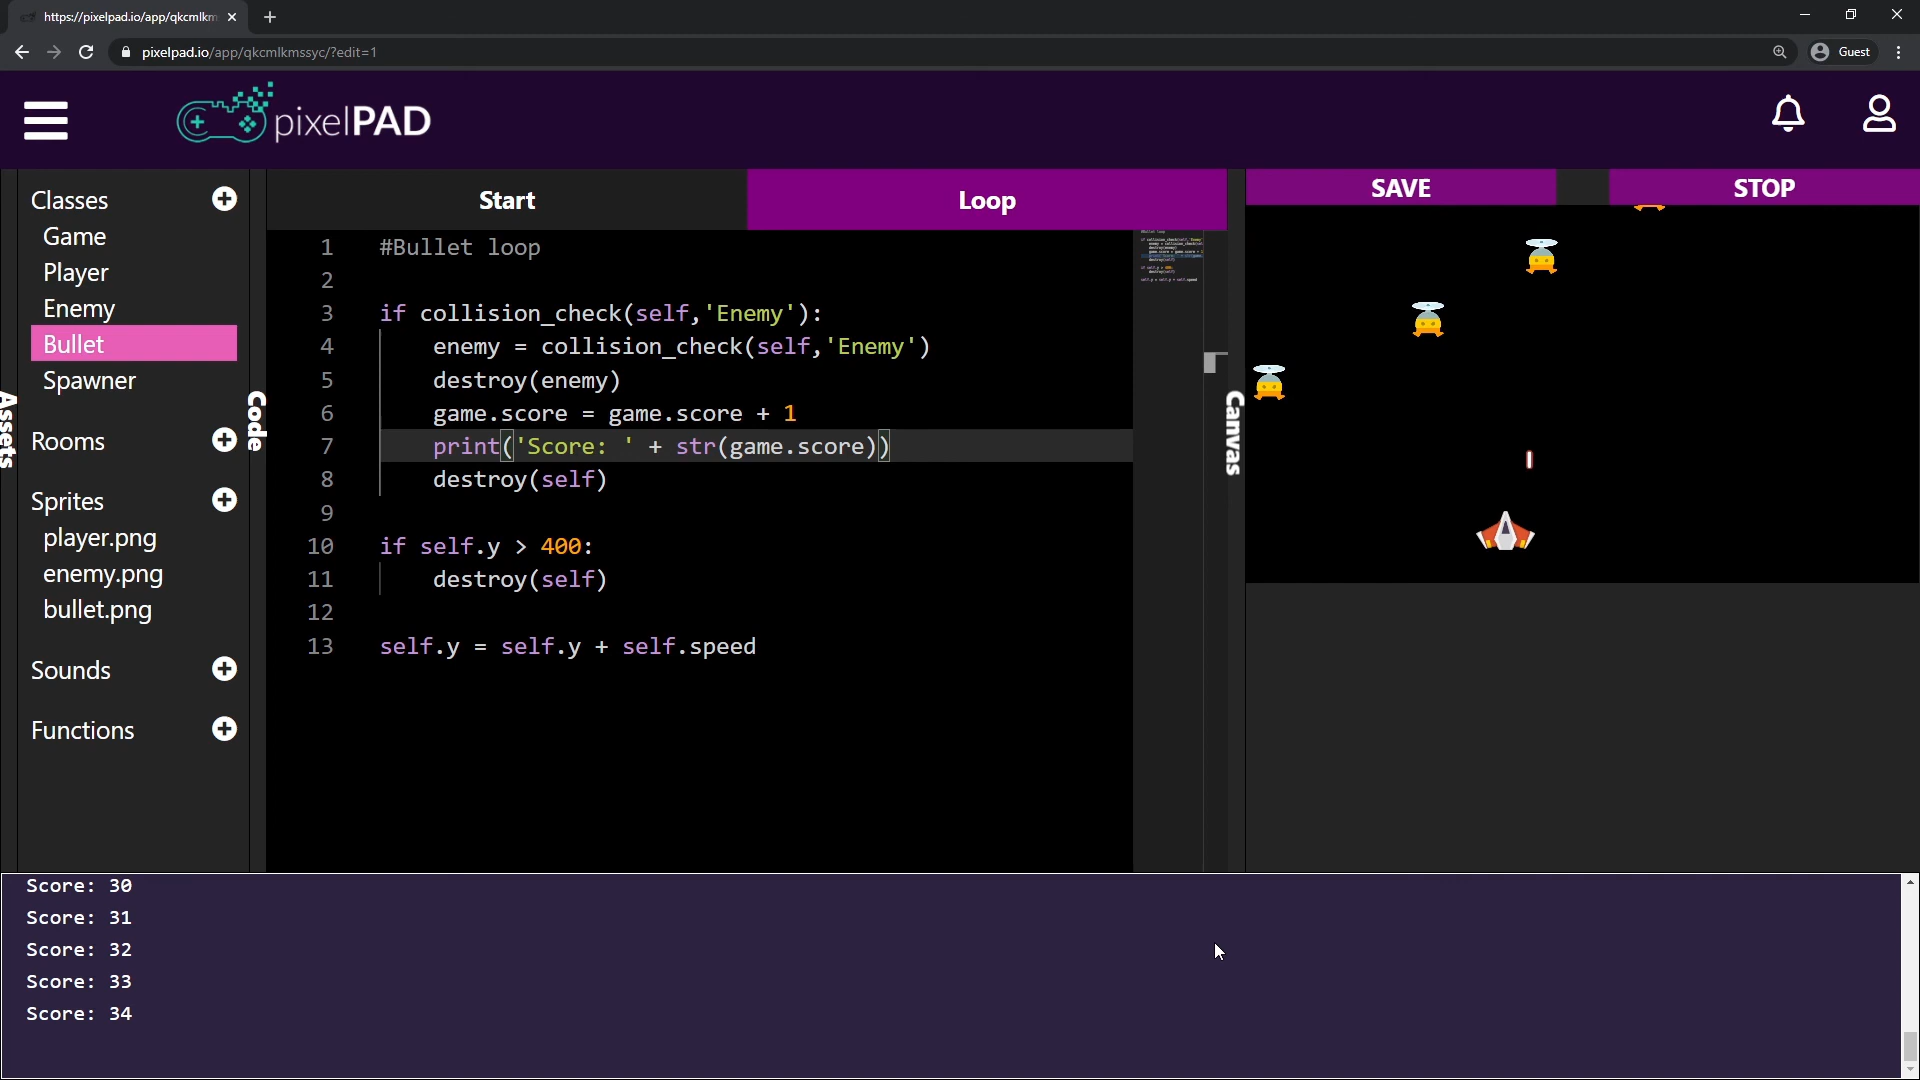 https://pixelpad.io/app/qkcmlkm
pixelpad.io/app/qkcmlkmssyc/?edit=1
Guest
pixelPAD
Assets
Classes
Game
Player
Enemy
Bullet
Spawner
Rooms
Sprites
player.png
enemy.png
bullet.png
Sounds
Functions
Code
Start
Loop
1 #Bullet loop
2
3 if collision_check(self,'Enemy'):
4 enemy = collision_check(self,'Enemy')
5 destroy(enemy)
6 game.score = game.score + 1
7 print('Score: ' + str(game.score))
8 destroy(self)
9
10 if self.y > 400:
11 destroy(self)
12
13 self.y = self.y + self.speed
Canvas
SAVE
STOP
Score: 30
Score: 31
Score: 32
Score: 33
Score: 34